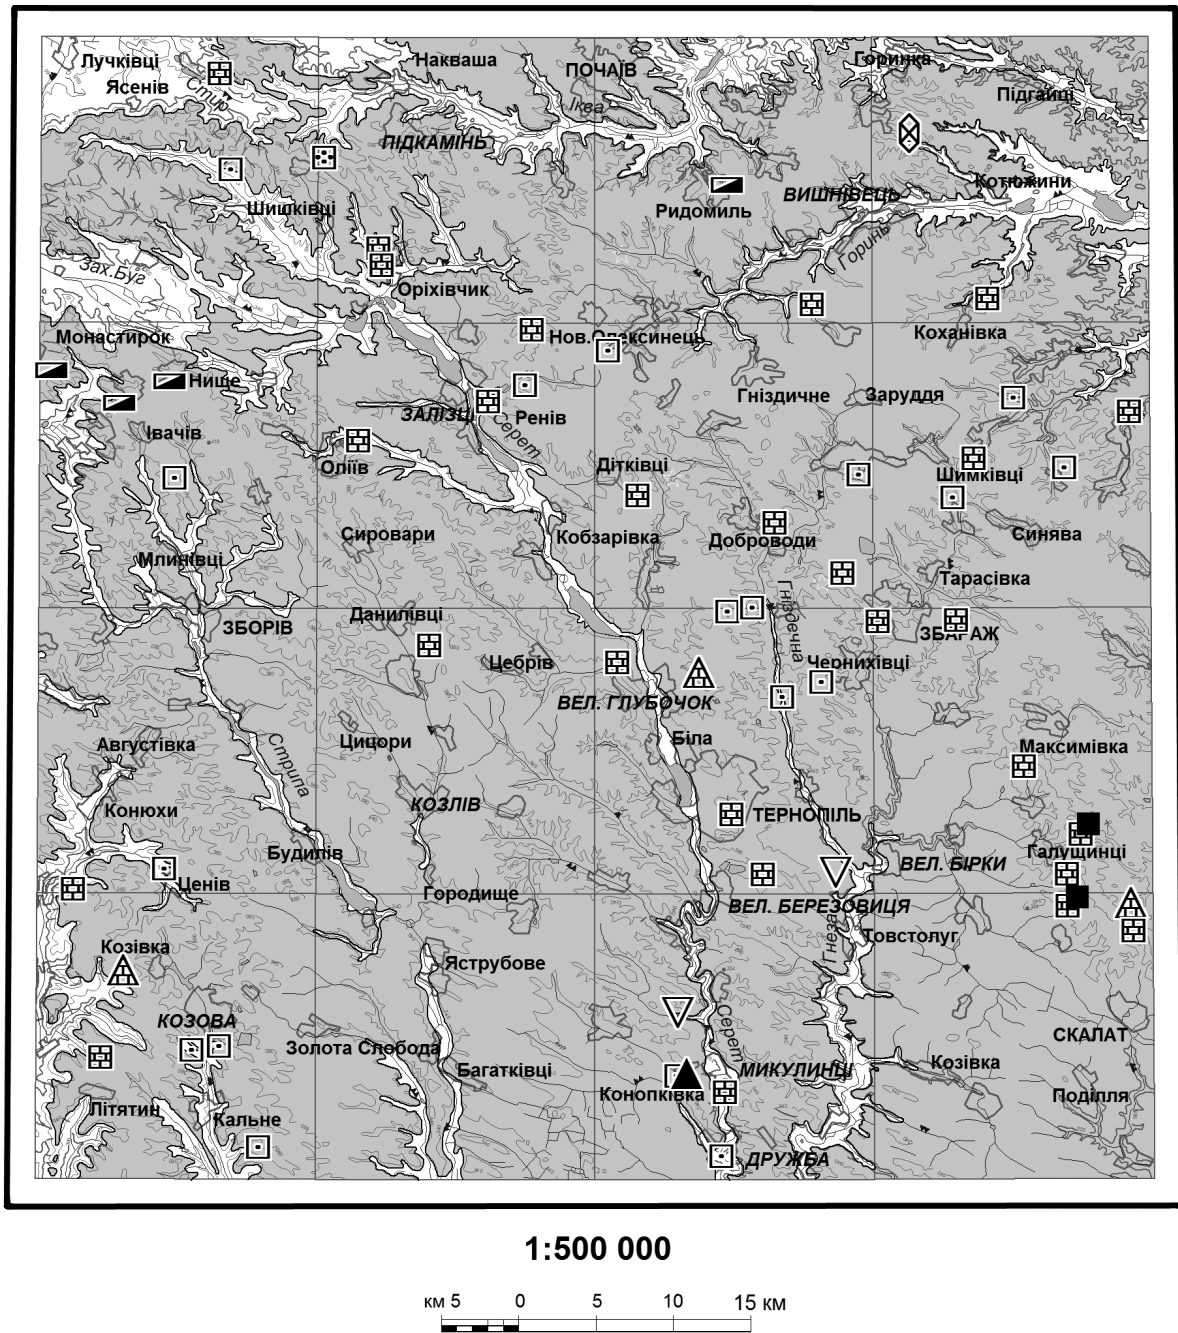 Лучківці
Накваша
ПОЧАЇВ
Горинка
Ясенів
Стир
Іква
Підгайці
ПІДКАМІНЬ
Котюжини
ВИШНІВЕЦЬ
Шишківці
Ридомиль
Горинь
Зах.Буг
Оріхівчик
Монастирок
Нов.Олексинець
Коханівка
Нище
Гніздичне
Заруддя
ЗАЛІЗЦІ
Ренів
Серет
Івачів
Оліїв
Дітківці
Шимківці
Сировари
Кобзарівка
Доброводи
Синява
Млинівці
Тарасівка
Данилівці
Гніздечна
ЗБОРІВ
ЗБАРАЖ
Цебрів
Чернихівці
ВЕЛ. ГЛУБОЧОК
Августівка
Стрипа
Цицори
Біла
Максимівка
Конюхи
КОЗЛІВ
ТЕРНОПІЛЬ
Будилів
Галущинці
ВЕЛ. БІРКИ
Ценів
Городище
ВЕЛ. БЕРЕЗОВИЦЯ
Гнезна
Товстолуг
Козівка
Яструбове
КОЗОВА
Серет
СКАЛАТ
Золота Слобода
Багатківці
МИКУЛИНЦІ
Козівка
Конопківка
Поділля
Літятин
Кальне
ДРУЖБА
1:500 000
км 5 0 5 10 15 км